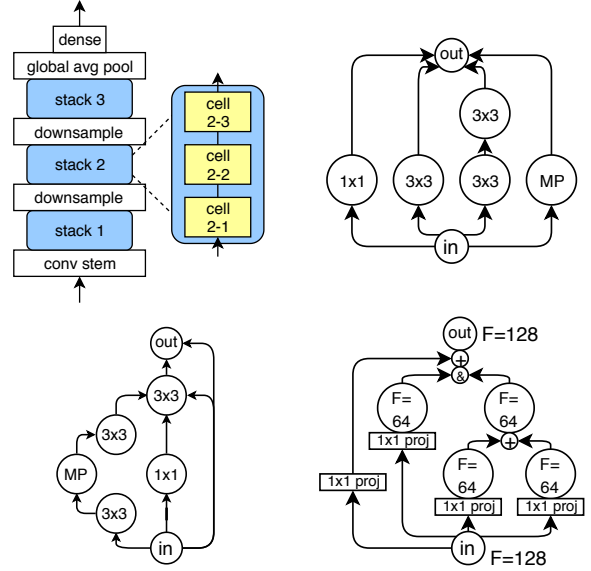 dense
global avg pool
stack 3
downsample
stack 2
downsample
stack 1
conv stem
cell
2-3
cell
2-2
cell
2-1
out
3x3
1x1
3x3
3x3
MP
in
out
3x3
3x3
MP
1x1
3x3
in
out
F=128
+
&
F=
64
F=
64
1x1 proj
+
F=
64
F=
64
1x1 proj
1x1 proj
1x1 proj
in
F=128